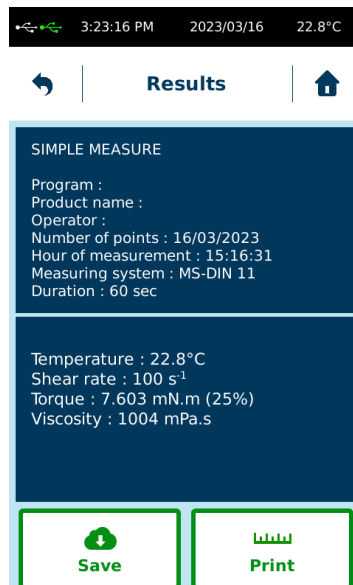 3:23:16 PM 2023/03/16 22.8°C
Results
SIMPLE MEASURE
Program :
Product name :
Operator :
Number of points : 16/03/2023
Hour of measurement : 15:16:31
Measuring system : MS-DIN 11
Duration : 60 sec
Temperature : 22.8°C
Shear rate : 100 s⁻¹
Torque : 7.603 mN.m (25%)
Viscosity : 1004 mPa.s
Save
Print